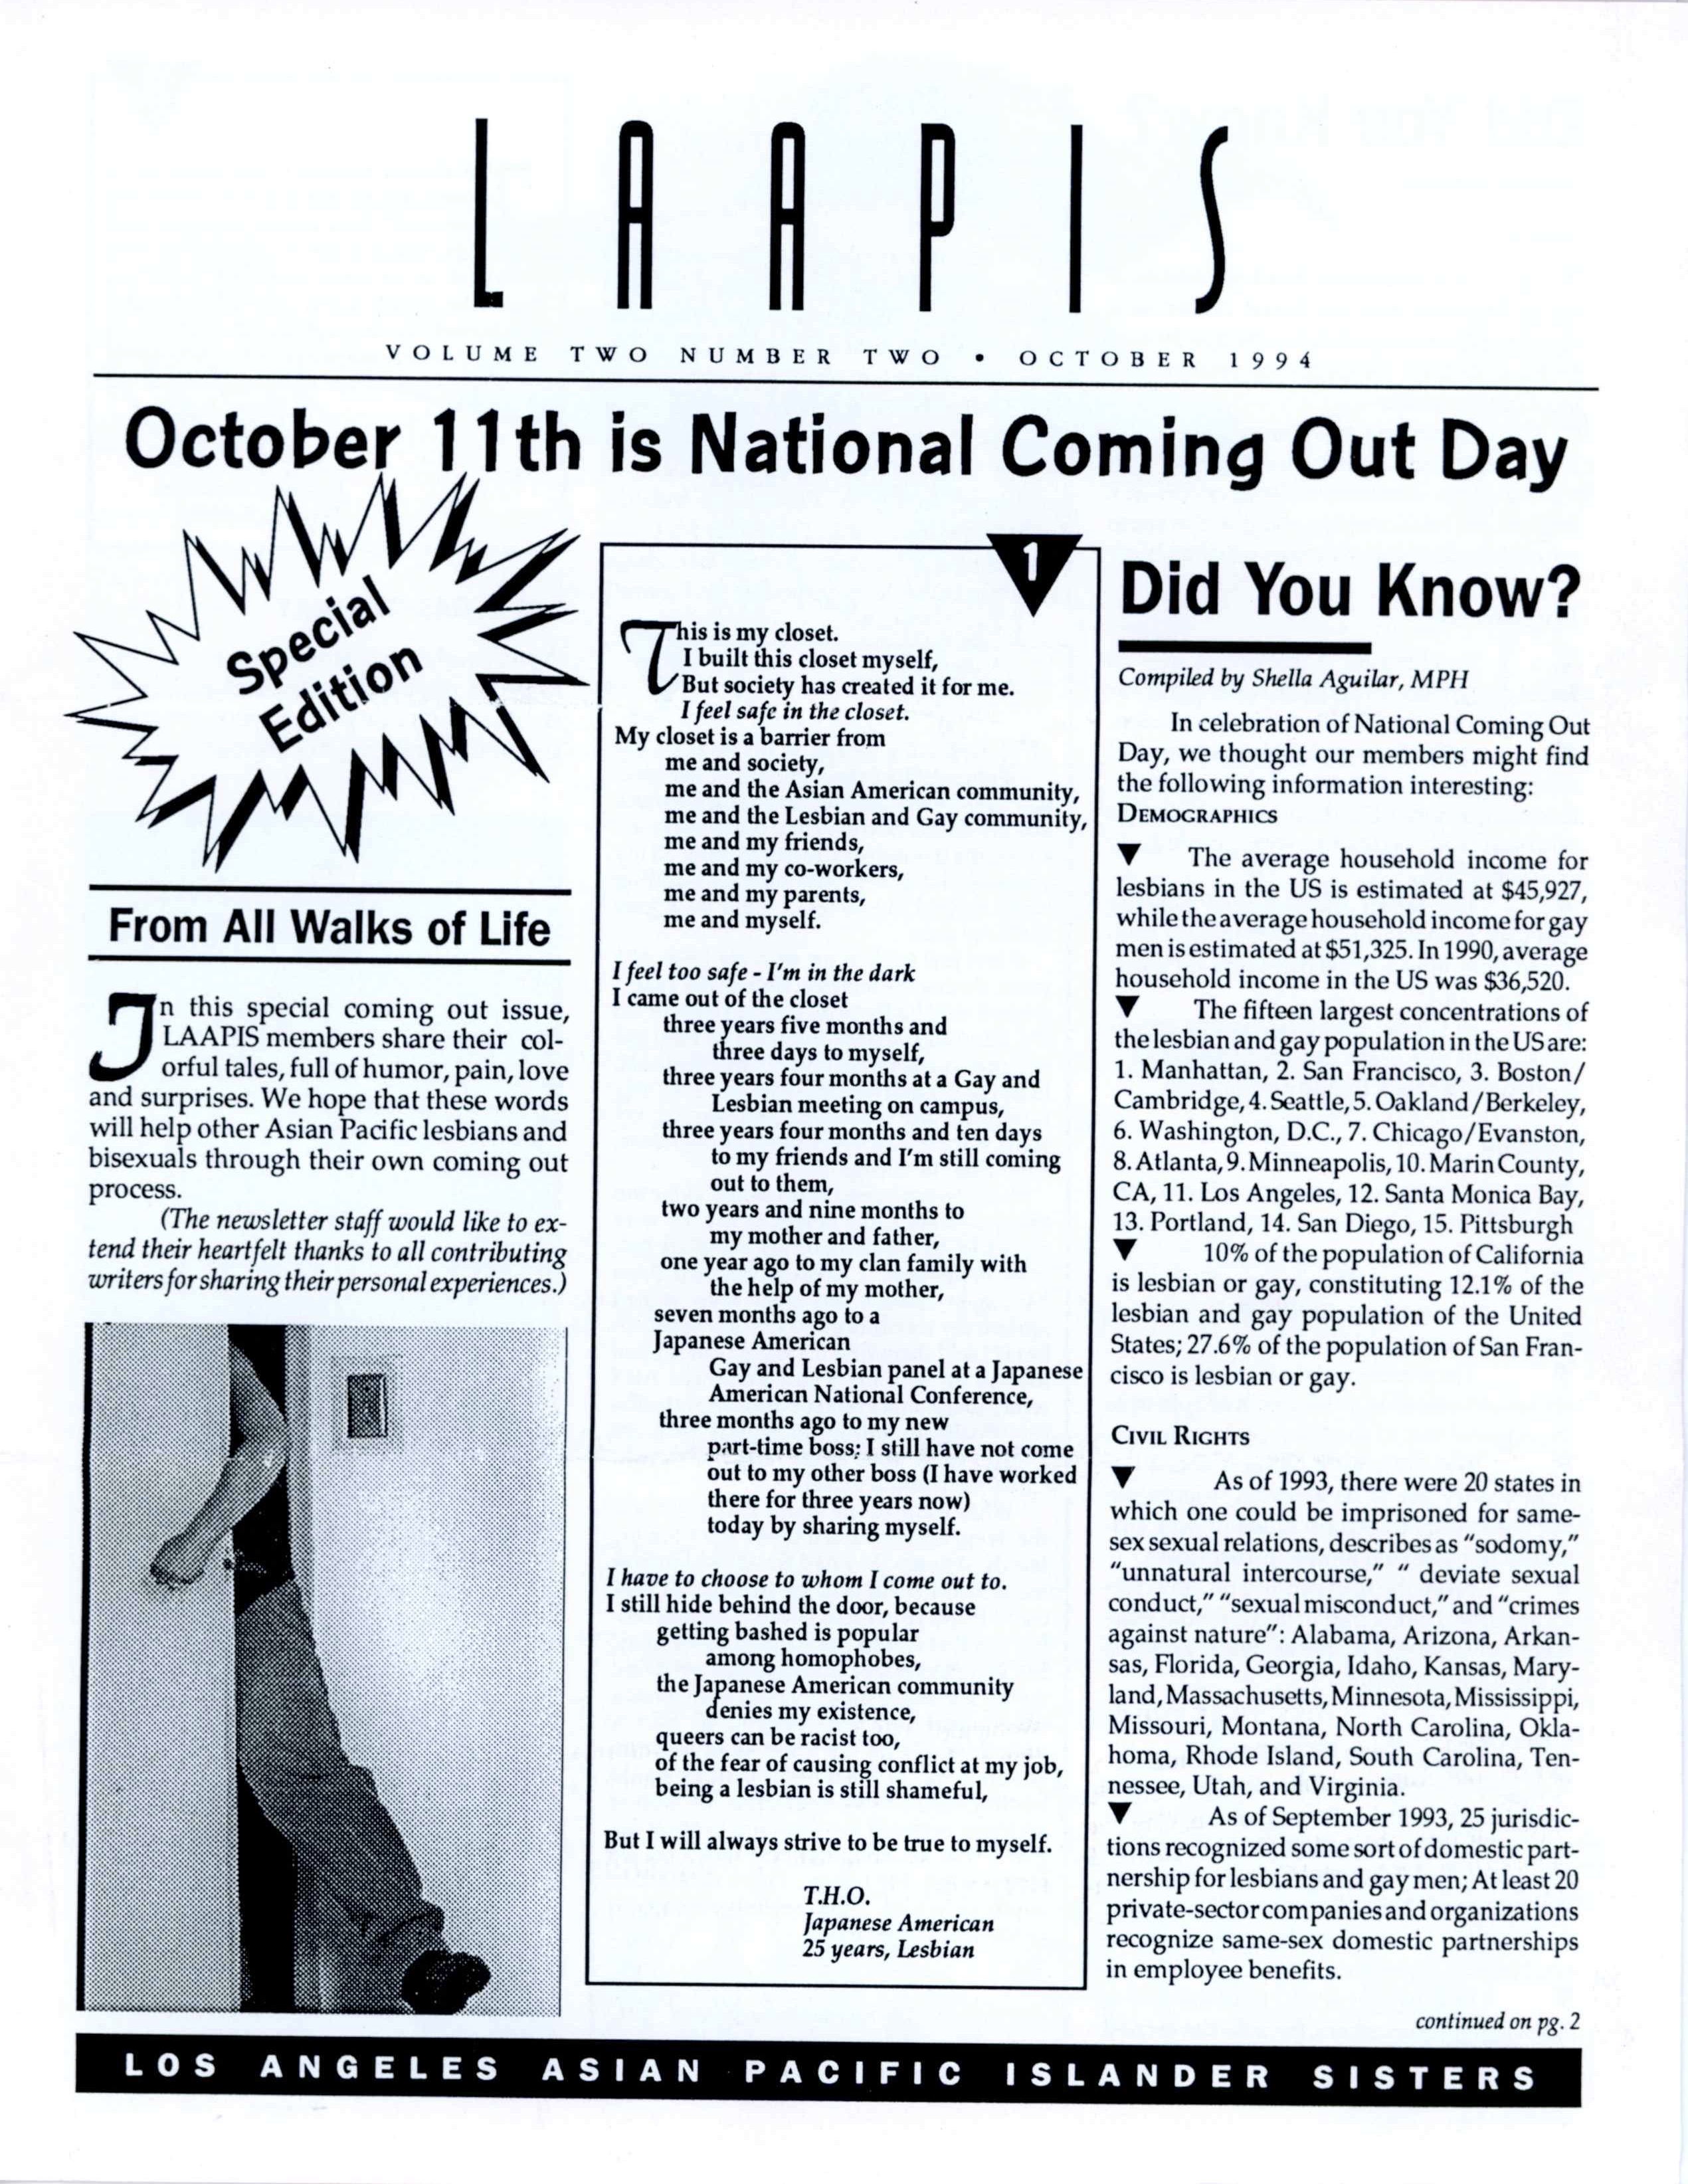 LAAPIS
VOLUME TWO NUMBER TWO • OCTOBER 1994
October 11th is National Coming Out Day
Special
Edition
From All Walks of Life
In this special coming out issue,
LAAPIS members share their col-
orful tales, full of humor, pain, love
and surprises. We hope that these words
will help other Asian Pacific lesbians and
bisexuals through their own coming out
process.
(The newsletter staff would like to ex-
tend their heartfelt thanks to all contributing
writers for sharing their personal experiences.)
1
This is my closet.
I built this closet myself,
But society has created it for me.
I feel safe in the closet.
My closet is a barrier from
me and society,
me and the Asian American community,
me and the Lesbian and Gay community,
me and my friends,
me and my co-workers,
me and my parents,
me and myself.
I feel too safe - I'm in the dark
I came out of the closet
three years five months and
three days to myself,
three years four months at a Gay and
Lesbian meeting on campus,
three years four months and ten days
to my friends and I'm still coming
out to them,
two years and nine months to
my mother and father,
one year ago to my clan family with
the help of my mother,
seven months ago to a
Japanese American
Gay and Lesbian panel at a Japanese
American National Conference,
three months ago to my new
part-time boss; I still have not come
out to my other boss (I have worked
there for three years now)
today by sharing myself.
I have to choose to whom I come out to.
I still hide behind the door, because
getting bashed is popular
among homophobes,
the Japanese American community
denies my existence,
queers can be racist too,
of the fear of causing conflict at my job,
being a lesbian is still shameful,
But I will always strive to be true to myself.
T.H.O.
Japanese American
25 years, Lesbian
Did You Know?
Compiled by Shella Aguilar, MPH
In celebration of National Coming Out
Day, we thought our members might find
the following information interesting:
DEMOGRAPHICS
▼ The average household income for
lesbians in the US is estimated at $45,927,
while the average household income for gay
men is estimated at $51,325. In 1990, average
household income in the US was $36,520.
▼ The fifteen largest concentrations of
the lesbian and gay population in the US are:
1. Manhattan, 2. San Francisco, 3. Boston/
Cambridge, 4. Seattle, 5. Oakland/Berkeley,
6. Washington, D.C., 7. Chicago/Evanston,
8. Atlanta, 9. Minneapolis, 10. Marin County,
CA, 11. Los Angeles, 12. Santa Monica Bay,
13. Portland, 14. San Diego, 15. Pittsburgh
▼ 10% of the population of California
is lesbian or gay, constituting 12.1% of the
lesbian and gay population of the United
States; 27.6% of the population of San Fran-
cisco is lesbian or gay.
CIVIL RIGHTS
▼ As of 1993, there were 20 states in
which one could be imprisoned for same-
sex sexual relations, describes as "sodomy,"
"unnatural intercourse," " deviate sexual
conduct," "sexual misconduct," and "crimes
against nature": Alabama, Arizona, Arkan-
sas, Florida, Georgia, Idaho, Kansas, Mary-
land, Massachusetts, Minnesota, Mississippi,
Missouri, Montana, North Carolina, Okla-
homa, Rhode Island, South Carolina, Ten-
nessee, Utah, and Virginia.
▼ As of September 1993, 25 jurisdic-
tions recognized some sort of domestic part-
nership for lesbians and gay men; At least 20
private-sector companies and organizations
recognize same-sex domestic partnerships
in employee benefits.
continued on pg. 2
LOS ANGELES ASIAN PACIFIC ISLANDER SISTERS